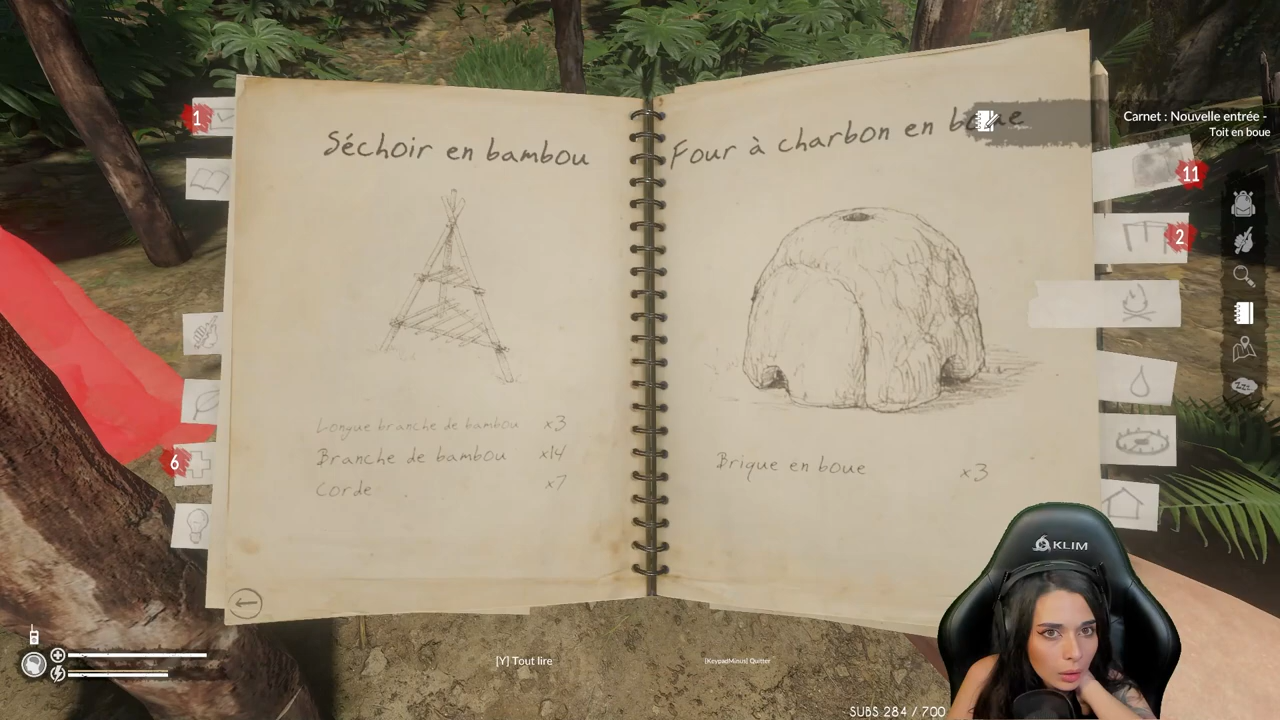 Séchoir en bambou
Longue branche de bambou x3
Branche de bambou x14
Corde x7
Four à charbon en boue
Brique en boue x3
Carnet : Nouvelle entrée -
Toit en boue
1
6
11
2
Zzz
[Y] Tout lire
[KeypadMinus] Quitter
KLIM
SUBS 284 / 700